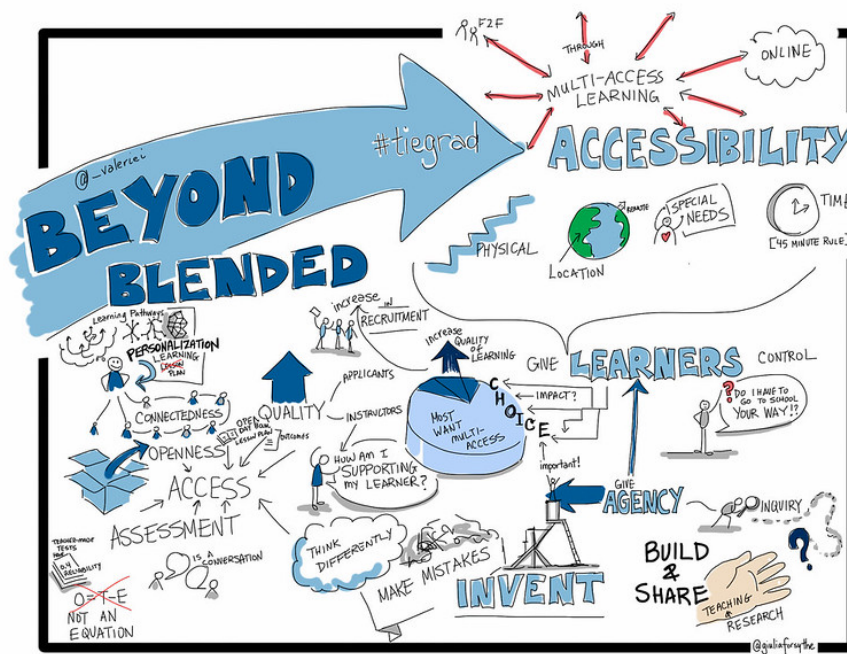 F2F
THROUGH
MULTI-ACCESS
LEARNING
ONLINE
@_valeriei
#tiegrad
ACCESSIBILITY
BEYOND
BLENDED
PHYSICAL
LOCATION
REMOTE
SPECIAL
NEEDS
TIME
[45 MINUTE RULE]
Learning Pathways
PERSONALIZATION
LEARNING
PLAN
CONNECTEDNESS
OPENNESS
increase
IN
RECRUITMENT
APPLICANTS
QUALITY
INSTRUCTORS
OPEN
DAY BOOK
LESSON PLAN
OUTCOMES
HOW AM I
SUPPORTING
MY LEARNER?
increase
QUALITY
OF
LEARNING
MOST
WANT
MULTI-
ACCESS
CHOICE
IMPACT?
important!
GIVE
LEARNERS
CONTROL
?
DO I HAVE TO
GO TO SCHOOL
YOUR WAY!?
GIVE
AGENCY
INQUIRY
?
ACCESS
ASSESSMENT
TEACHER-MADE
TESTS
0.4
RELIABILITY
IS A CONVERSATION
O=T-E
NOT AN
EQUATION
THINK
DIFFERENTLY
MAKE MISTAKES
INVENT
BUILD
&
SHARE
TEACHING
RESEARCH
@giuliaforsythe